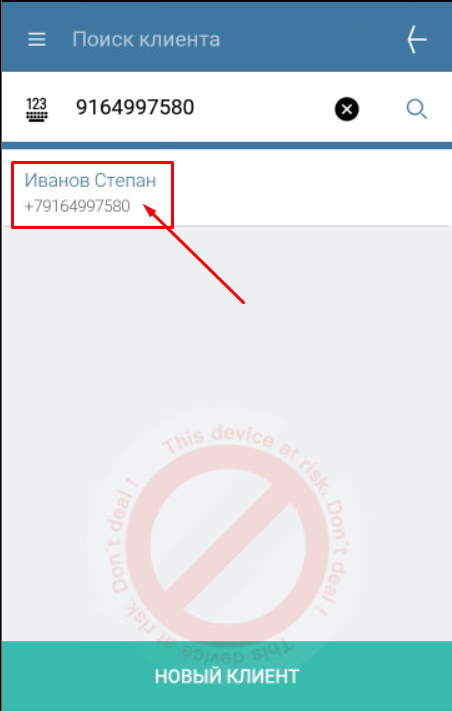 Поиск клиента
123
9164997580
Иванов Степан
+79164997580
This device at risk. Don`t deal !
This device at risk. Don`t deal !
НОВЫЙ КЛИЕНТ